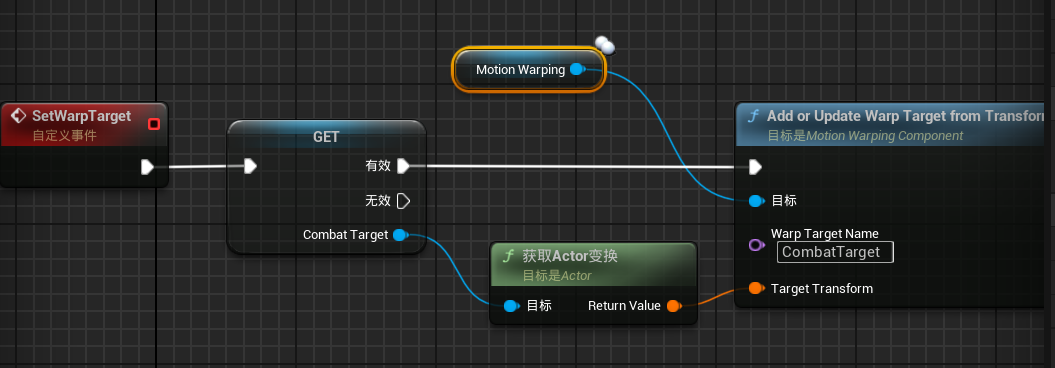 SetWarpTarget
自定义事件
GET
有效
无效
Combat Target
Motion Warping
获取Actor变换
目标是Actor
目标
Return Value
Add or Update Warp Target from Transfor
目标是Motion Warping Component
目标
Warp Target Name
CombatTarget
Target Transform